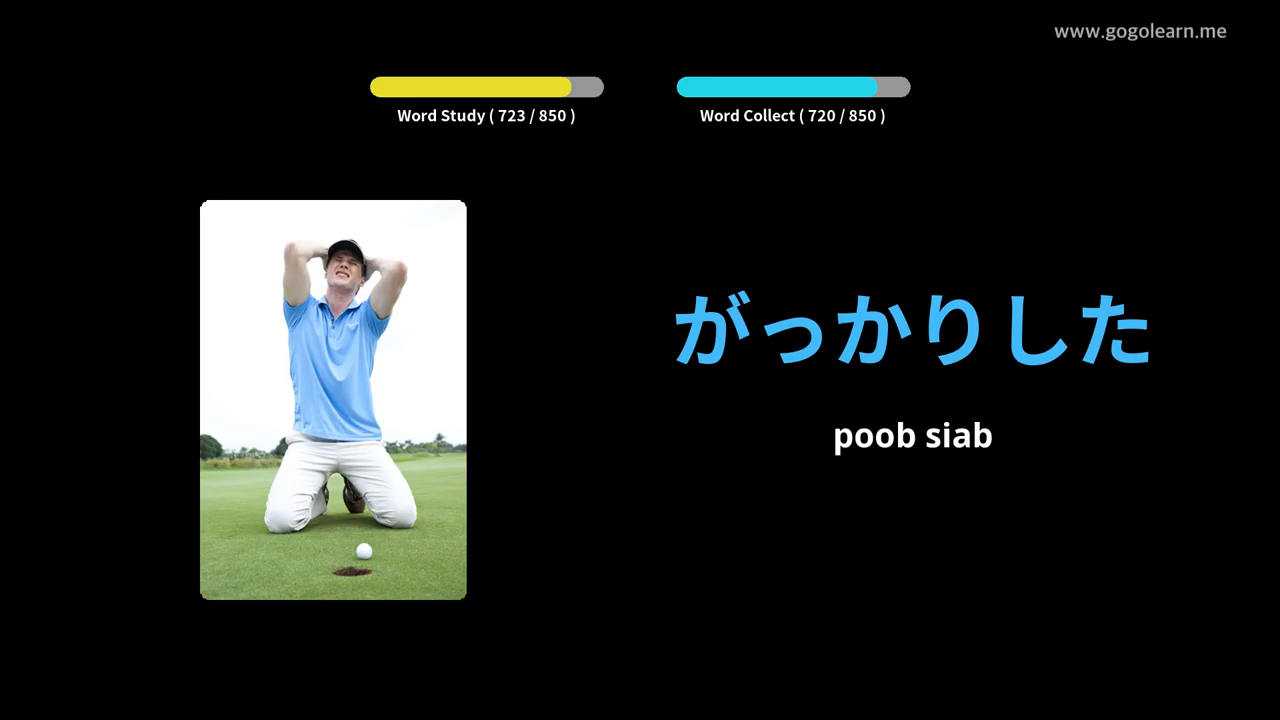 www.gogolearn.me
Word Study ( 723 / 850 )
Word Collect ( 720 / 850 )
がっかりした
poob siab